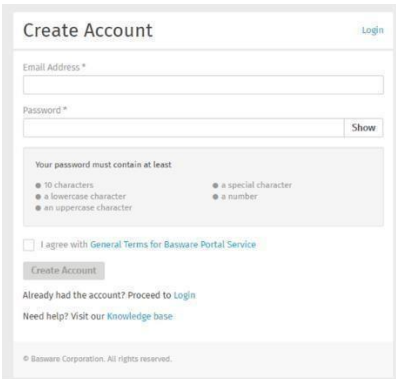 Create Account Login
Email Address *
Password *
Show
Your password must contain at least
10 characters a special character
a lowercase character a number
an uppercase character
I agree with General Terms for Basware Portal Service
Create Account
Already had the account? Proceed to Login
Need help? Visit our Knowledge base
© Basware Corporation. All rights reserved.